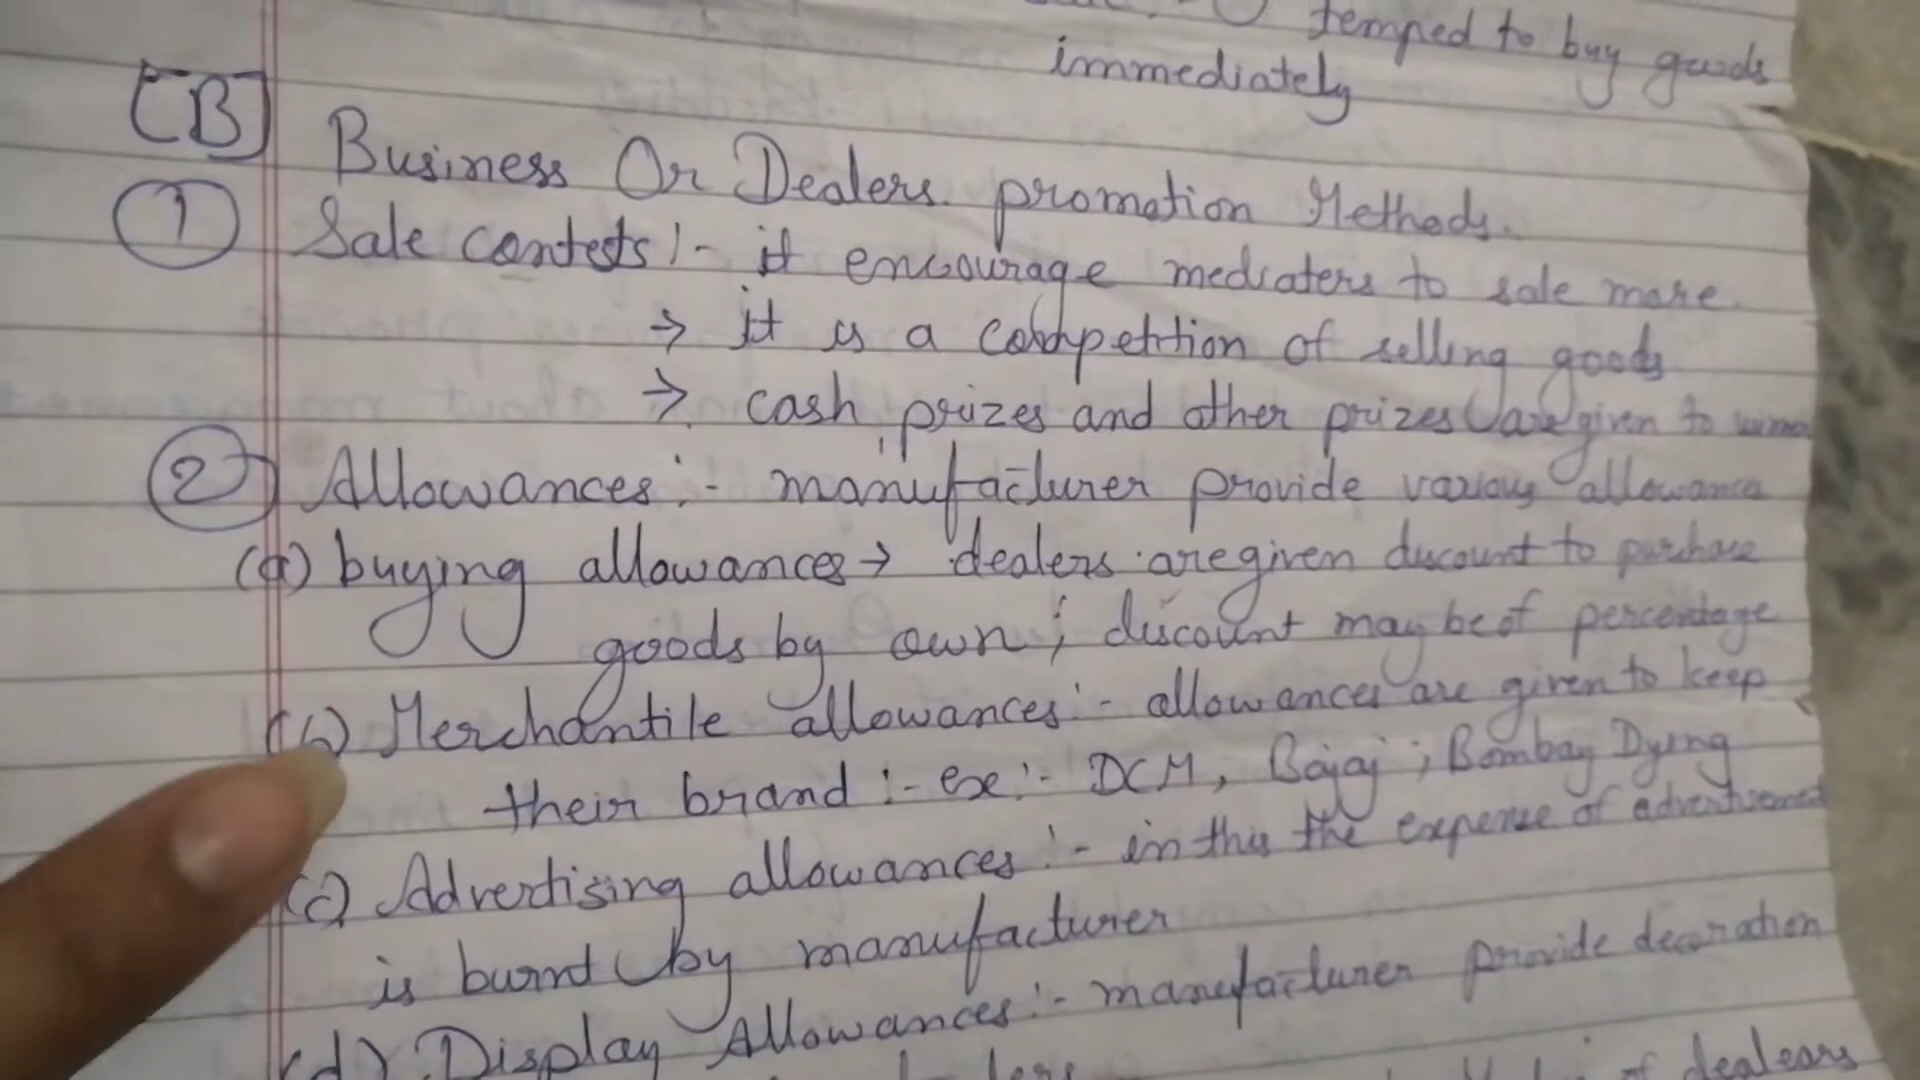 temped to buy goods
immediately
[B] Business Or Dealers promotion Methods.
① Sale contests :- it encourage mediaters to sale more
→ it is a competition of selling goods
→ cash prizes and other prizes are given to
② Allowances :- manufacturer provide various allowances
(a) buying allowances → dealers are given discount to purchase
goods by own ; discount may be of percentage
(b) Merchantile allowances :- allowances are given to keep
their brand :- ex :- DCM, Bajaj ; Bombay Dying
(c) Advertising allowances :- in this the expense of advertisement
is burnt by manufacturer
(d) Display Allowances :- manufacturer provide decoration
of dealears